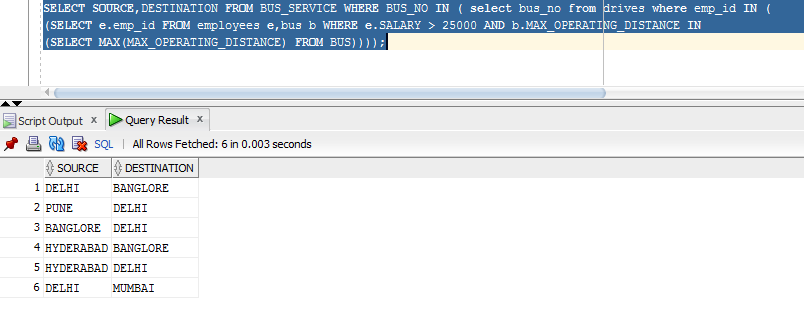 SELECT SOURCE,DESTINATION FROM BUS_SERVICE WHERE BUS_NO IN ( select bus_no from drives where emp_id IN (
(SELECT e.emp_id FROM employees e,bus b WHERE e.SALARY > 25000 AND b.MAX_OPERATING_DISTANCE IN
(SELECT MAX(MAX_OPERATING_DISTANCE) FROM BUS))));
Script Output x Query Result x
SQL | All Rows Fetched: 6 in 0.003 seconds
SOURCE DESTINATION
1 DELHI BANGLORE
2 PUNE DELHI
3 BANGLORE DELHI
4 HYDERABAD BANGLORE
5 HYDERABAD DELHI
6 DELHI MUMBAI